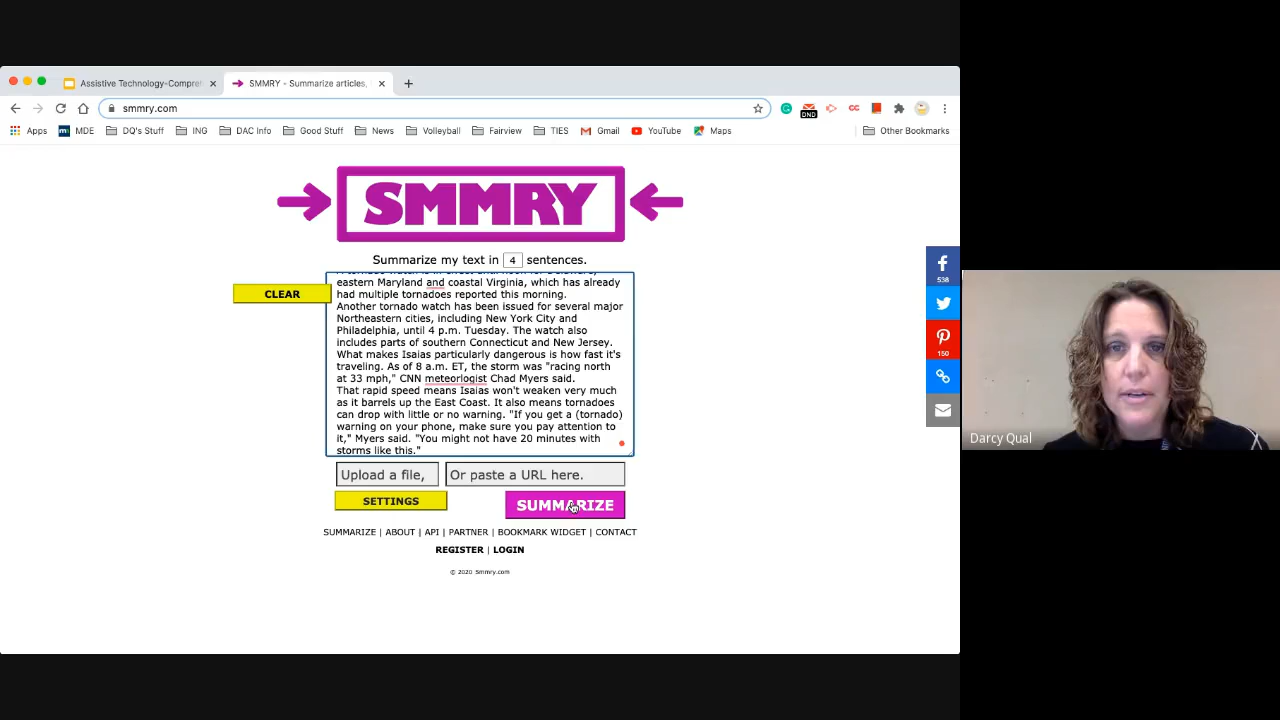 Assistive Technology-Compreh
SMMRY - Summarize articles,
smmry.com
DND
CC
Apps
MDE
DQ's Stuff
ING
DAC Info
Good Stuff
News
Volleyball
Fairview
TIES
Gmail
YouTube
Maps
Other Bookmarks
SMMRY
Summarize my text in 4 sentences.
CLEAR
eastern Maryland and coastal Virginia, which has already
had multiple tornadoes reported this morning.
Another tornado watch has been issued for several major
Northeastern cities, including New York City and
Philadelphia, until 4 p.m. Tuesday. The watch also
includes parts of southern Connecticut and New Jersey.
What makes Isaias particularly dangerous is how fast it's
traveling. As of 8 a.m. ET, the storm was "racing north
at 33 mph," CNN meteorlogist Chad Myers said.
That rapid speed means Isaias won't weaken very much
as it barrels up the East Coast. It also means tornadoes
can drop with little or no warning. "If you get a (tornado)
warning on your phone, make sure you pay attention to
it," Myers said. "You might not have 20 minutes with
storms like this."
Upload a file,
Or paste a URL here.
SETTINGS
SUMMARIZE
SUMMARIZE | ABOUT | API | PARTNER | BOOKMARK WIDGET | CONTACT
REGISTER | LOGIN
© 2020 Smmry.com
538
150
Darcy Qual